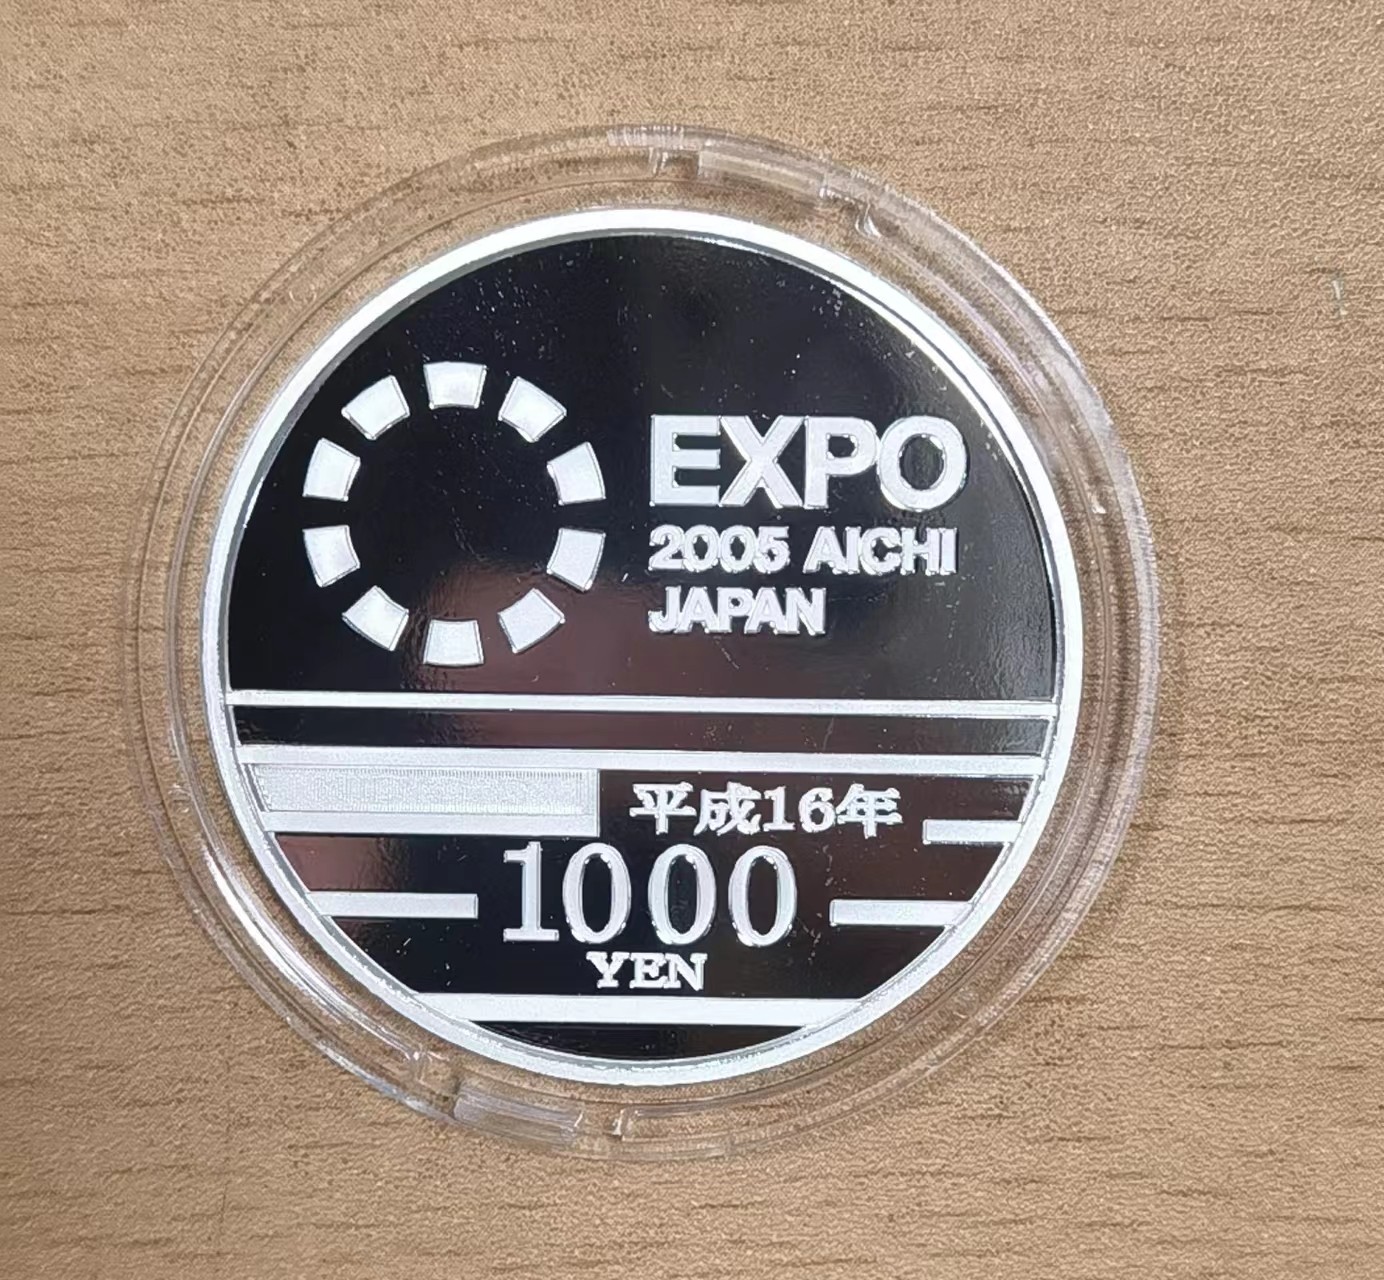 EXPO
2005 AICHI
JAPAN
平成16年
1000
YEN